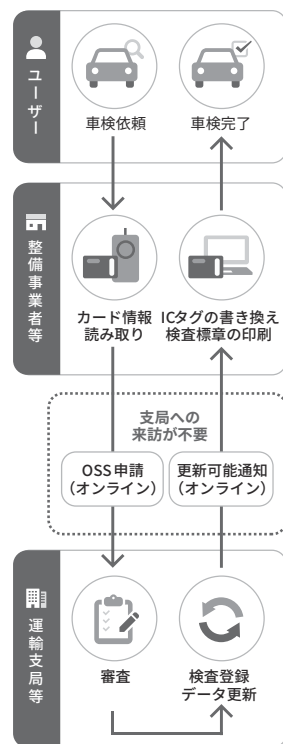 ユーザー
車検依頼
車検完了
整備事業者等
カード情報
読み取り
ICタグの書き換え
検査標章の印刷
支局への
来訪が不要
OSS申請
（オンライン）
更新可能通知
（オンライン）
運輸支局等
審査
検査登録
データ更新